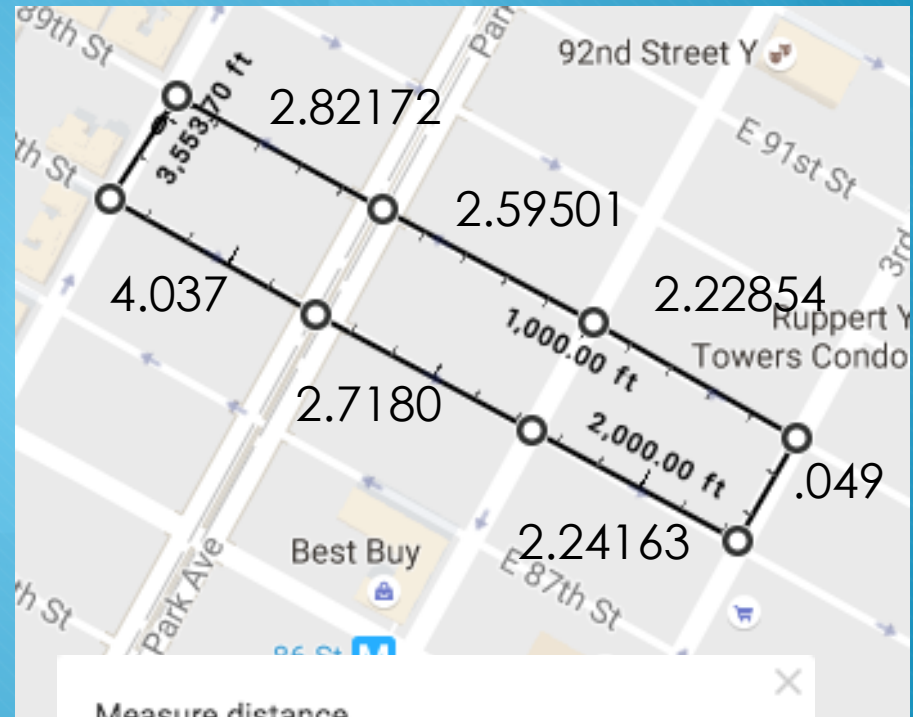 89th St
Park
92nd Street Y
3,553.70 ft
2.82172
E 91st St
th St
2.59501
3rd
4.037
2.22854
Ruppert Y
Towers Condo
1,000.00 ft
2.7180
2,000.00 ft
.049
2.24163
Best Buy
E 87th St
Park Ave
th St
86 St M
Measure distance